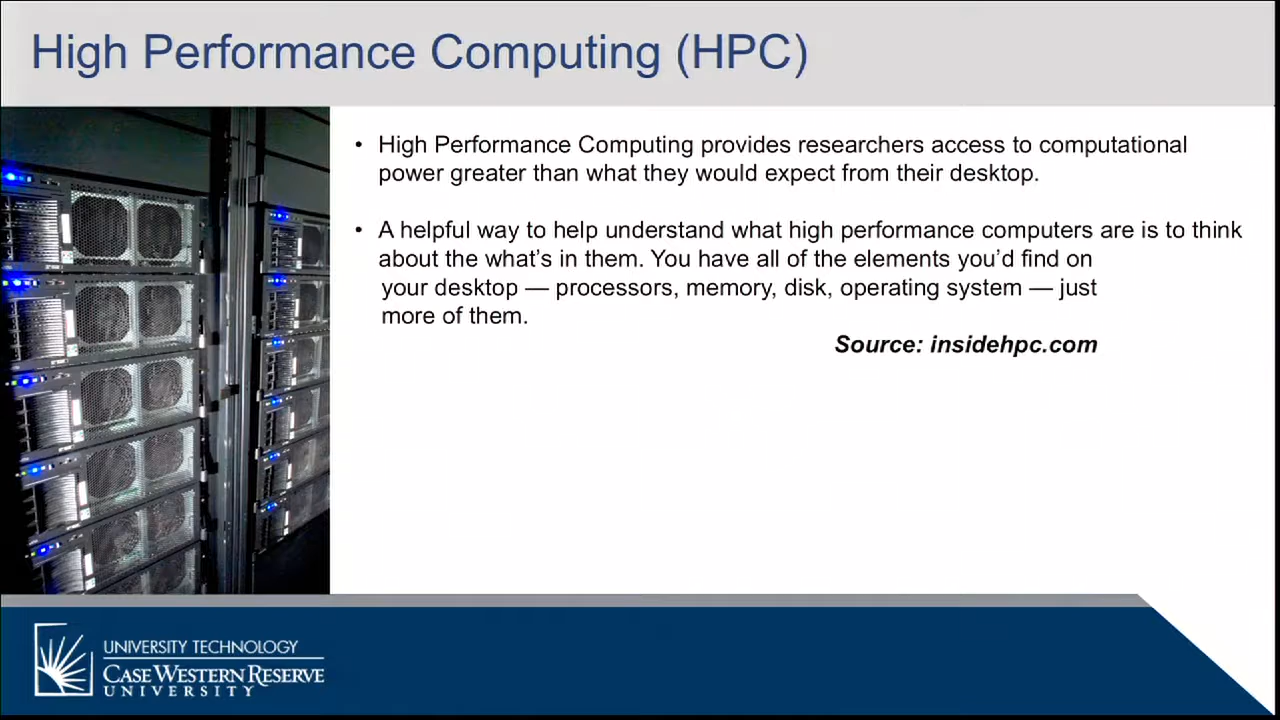 High Performance Computing (HPC)
• High Performance Computing provides researchers access to computational
power greater than what they would expect from their desktop.
• A helpful way to help understand what high performance computers are is to think
about the what's in them. You have all of the elements you'd find on
your desktop — processors, memory, disk, operating system — just
more of them.
Source: insidehpc.com
UNIVERSITY TECHNOLOGY
CASE WESTERN RESERVE
UNIVERSITY